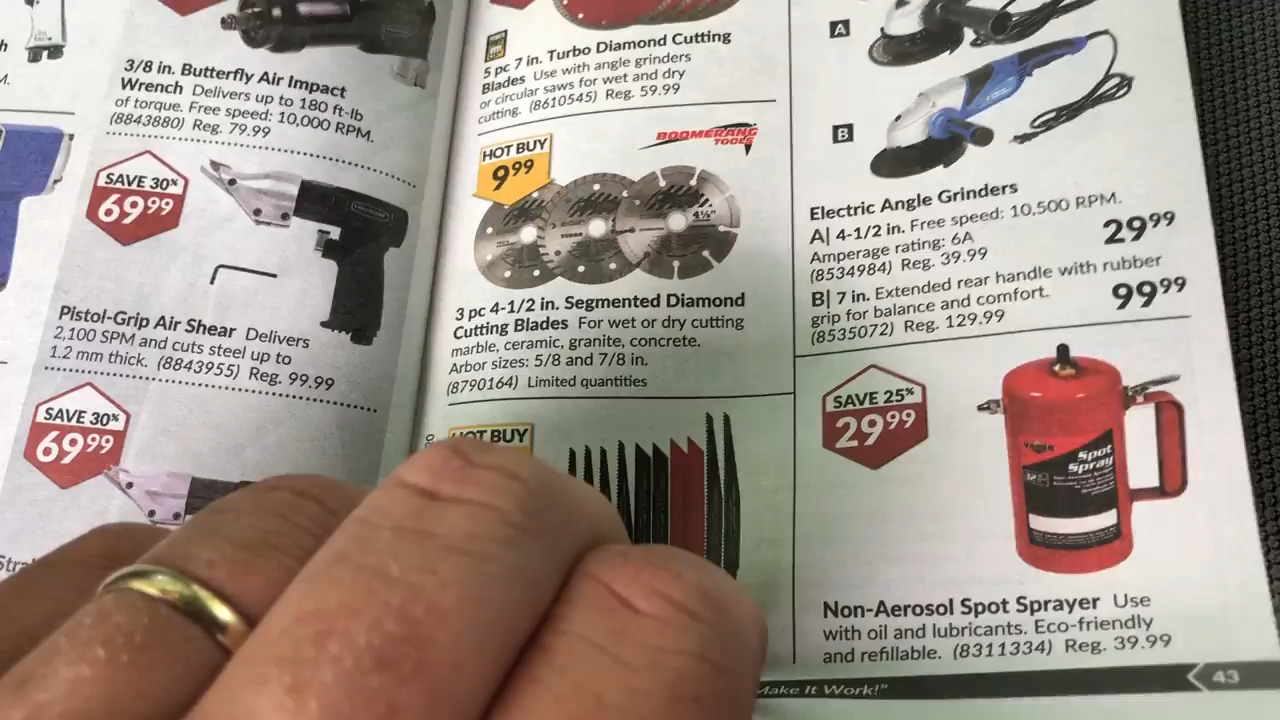 3/8 in. Butterfly Air Impact
Wrench Delivers up to 180 ft-lb
of torque. Free speed: 10,000 RPM.
(8843880) Reg. 79.99
SAVE 30%
69.99
Pistol-Grip Air Shear Delivers
2,100 SPM and cuts steel up to
1.2 mm thick. (8843955) Reg. 99.99
SAVE 30%
69.99
5 pc 7 in. Turbo Diamond Cutting
Blades Use with angle grinders
or circular saws for wet and dry
cutting. (8610545) Reg. 59.99
BOOMERANG
TOOLS
HOT BUY
9.99
TURBO
4½"
3 pc 4-1/2 in. Segmented Diamond
Cutting Blades For wet or dry cutting
marble, ceramic, granite, concrete.
Arbor sizes: 5/8 and 7/8 in.
(8790164) Limited quantities
HOT BUY
A
B
Electric Angle Grinders
A| 4-1/2 in. Free speed: 10,500 RPM.
Amperage rating: 6A
(8534984) Reg. 39.99
29.99
B| 7 in. Extended rear handle with rubber
grip for balance and comfort.
(8535072) Reg. 129.99
99.99
SAVE 25%
29.99
Spot
Spray
Non-Aerosol Spot Sprayer Use
with oil and lubricants. Eco-friendly
and refillable. (8311334) Reg. 39.99
Make It Work!"
43